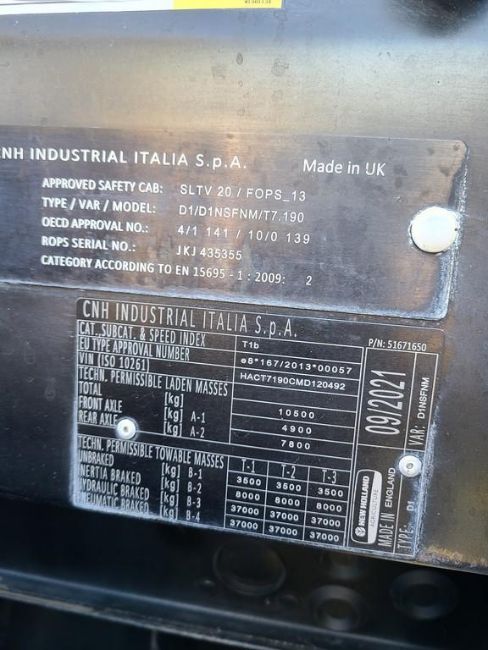 CNH INDUSTRIAL ITALIA S.p.A. Made in UK
APPROVED SAFETY CAB: SLTV 20 / FOPS_13
TYPE / VAR / MODEL: D1/D1NSFNM/T7.190
OECD APPROVAL NO.: 4/1 141 / 10/0 139
ROPS SERIAL NO.: JKJ 435355
CATEGORY ACCORDING TO EN 15695 - 1 : 2009: 2
CNH INDUSTRIAL ITALIA S.p.A.
CAT. SUBCAT. & SPEED INDEX T1b
EU TYPE APPROVAL NUMBER e8*167/2013*00057
VIN (ISO 10261) HACT7190CMD120492
TECHN. PERMISSIBLE LADEN MASSES
TOTAL [kg] 10500
FRONT AXLE [kg] A-1 4900
REAR AXLE [kg] A-2 7800
TECHN. PERMISSIBLE TOWABLE MASSES T-1 T-2 T-3
UNBRAKED [kg] B-1 3500 3500 3500
INERTIA BRAKED [kg] B-2 8000 8000 8000
HYDRAULIC BRAKED [kg] B-3 37000 37000 37000
PNEUMATIC BRAKED [kg] B-4 37000 37000 37000
P/N: 51671650
09/2021
VAR: D1NSFNM
NEW HOLLAND
AGRICULTURE
MADE IN ENGLAND
TYPE: D1